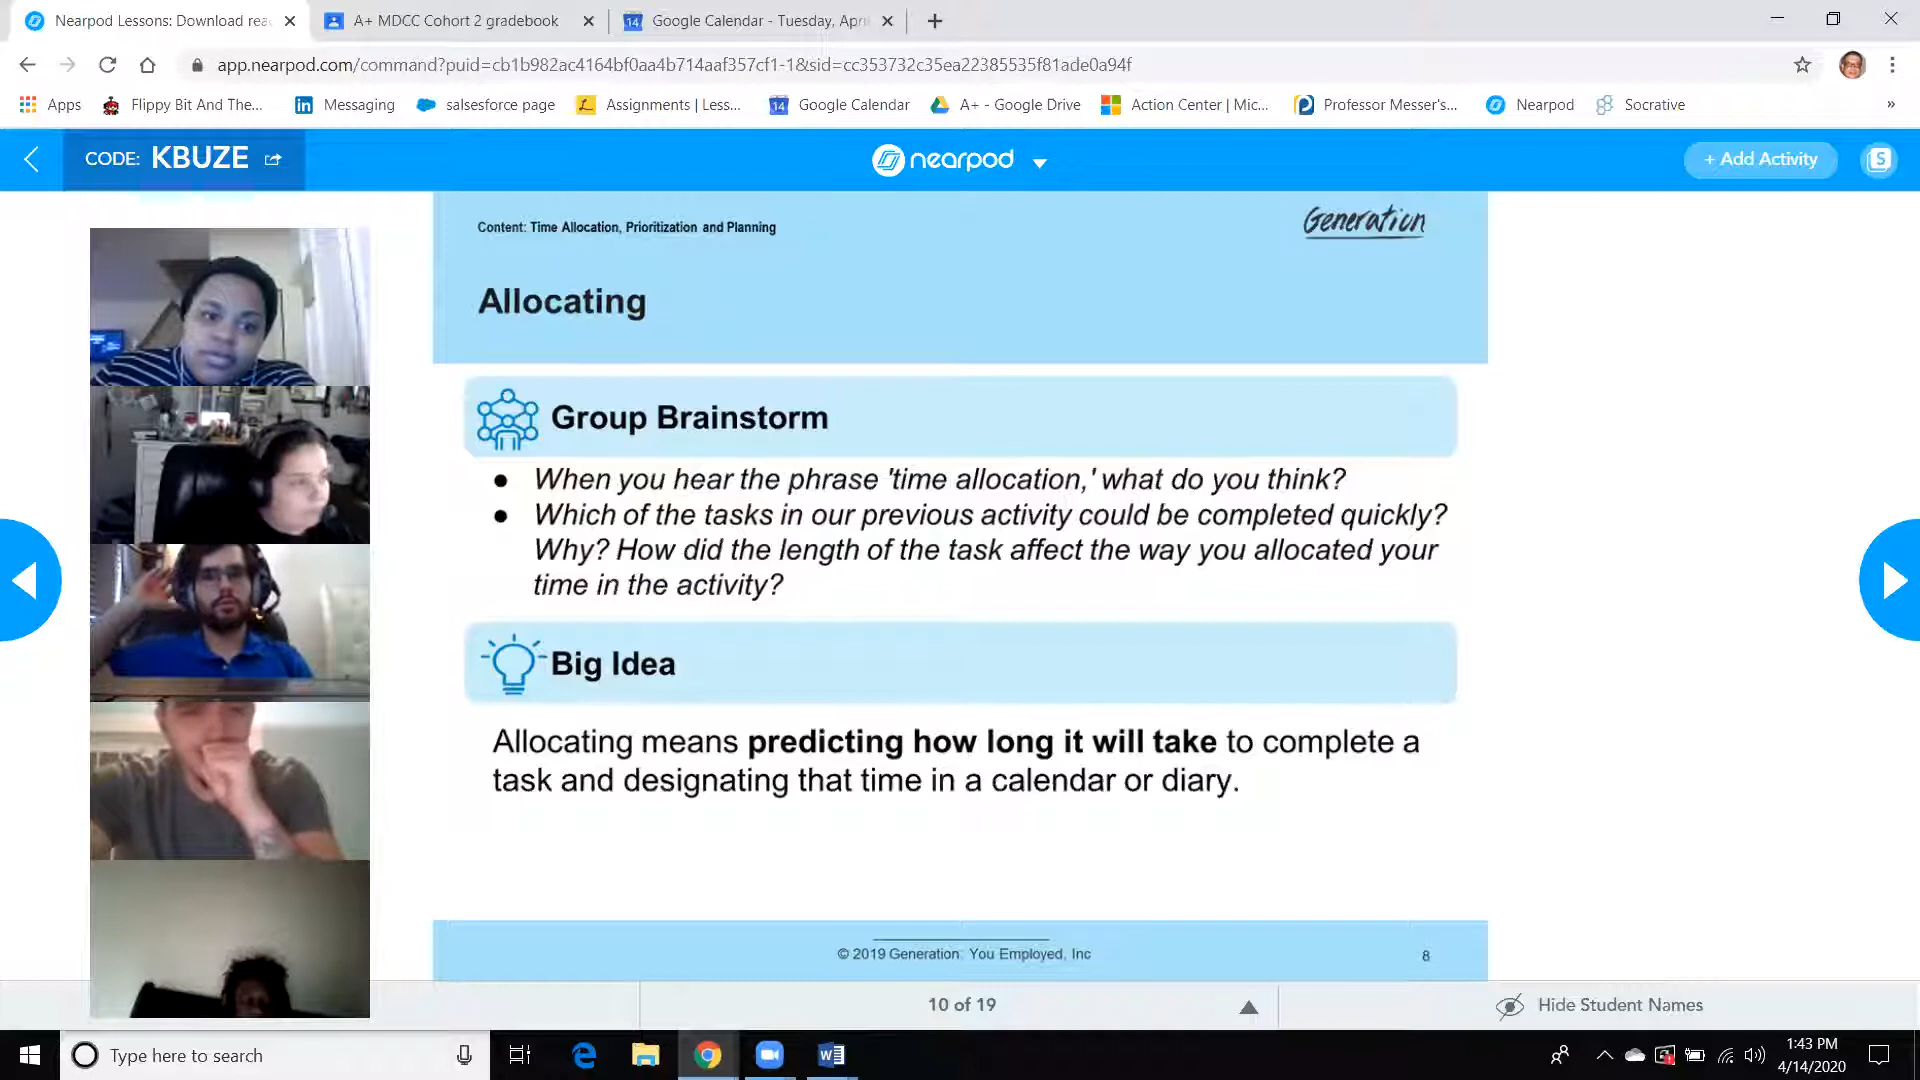 Nearpod Lessons: Download rea
A+ MDCC Cohort 2 gradebook
14 Google Calendar - Tuesday, Apri
app.nearpod.com/command?puid=cb1b982ac4164bf0aa4b714aaf357cf1-1&sid=cc353732c35ea22385535f81ade0a94f
Apps
Flippy Bit And The...
in Messaging
salsesforce page
Assignments | Less...
14 Google Calendar
A+ - Google Drive
Action Center | Mic...
Professor Messer's...
Nearpod
Socrative
»
CODE: KBUZE
nearpod
+ Add Activity
S
Content: Time Allocation, Prioritization and Planning
Generation
Allocating
Group Brainstorm
● When you hear the phrase 'time allocation,' what do you think?
● Which of the tasks in our previous activity could be completed quickly?
Why? How did the length of the task affect the way you allocated your
time in the activity?
Big Idea
Allocating means predicting how long it will take to complete a
task and designating that time in a calendar or diary.
© 2019 Generation: You Employed, Inc
8
10 of 19
Hide Student Names
Type here to search
1:43 PM
4/14/2020